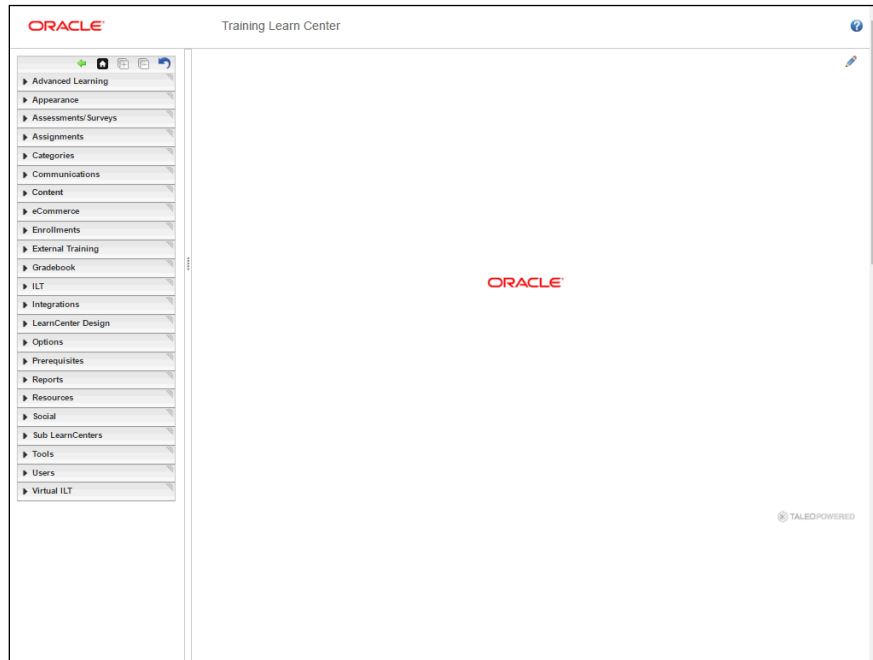 ORACLE
Training Learn Center
?
Advanced Learning
Appearance
Assessments/Surveys
Assignments
Categories
Communications
Content
eCommerce
Enrollments
External Training
Gradebook
ILT
Integrations
LearnCenter Design
Options
Prerequisites
Reports
Resources
Social
Sub LearnCenters
Tools
Users
Virtual ILT
ORACLE
TALEOPOWERED